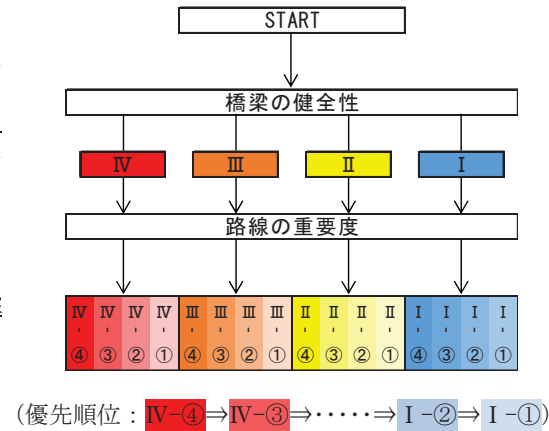 START
橋梁の健全性
Ⅳ Ⅲ Ⅱ Ⅰ
路線の重要度
Ⅳ-④ Ⅳ-③ Ⅳ-② Ⅳ-① Ⅲ-④ Ⅲ-③ Ⅲ-② Ⅲ-① Ⅱ-④ Ⅱ-③ Ⅱ-② Ⅱ-① Ⅰ-④ Ⅰ-③ Ⅰ-② Ⅰ-①
(優先順位：Ⅳ-④⇒Ⅳ-③⇒・・・・・⇒Ⅰ-②⇒Ⅰ-①)